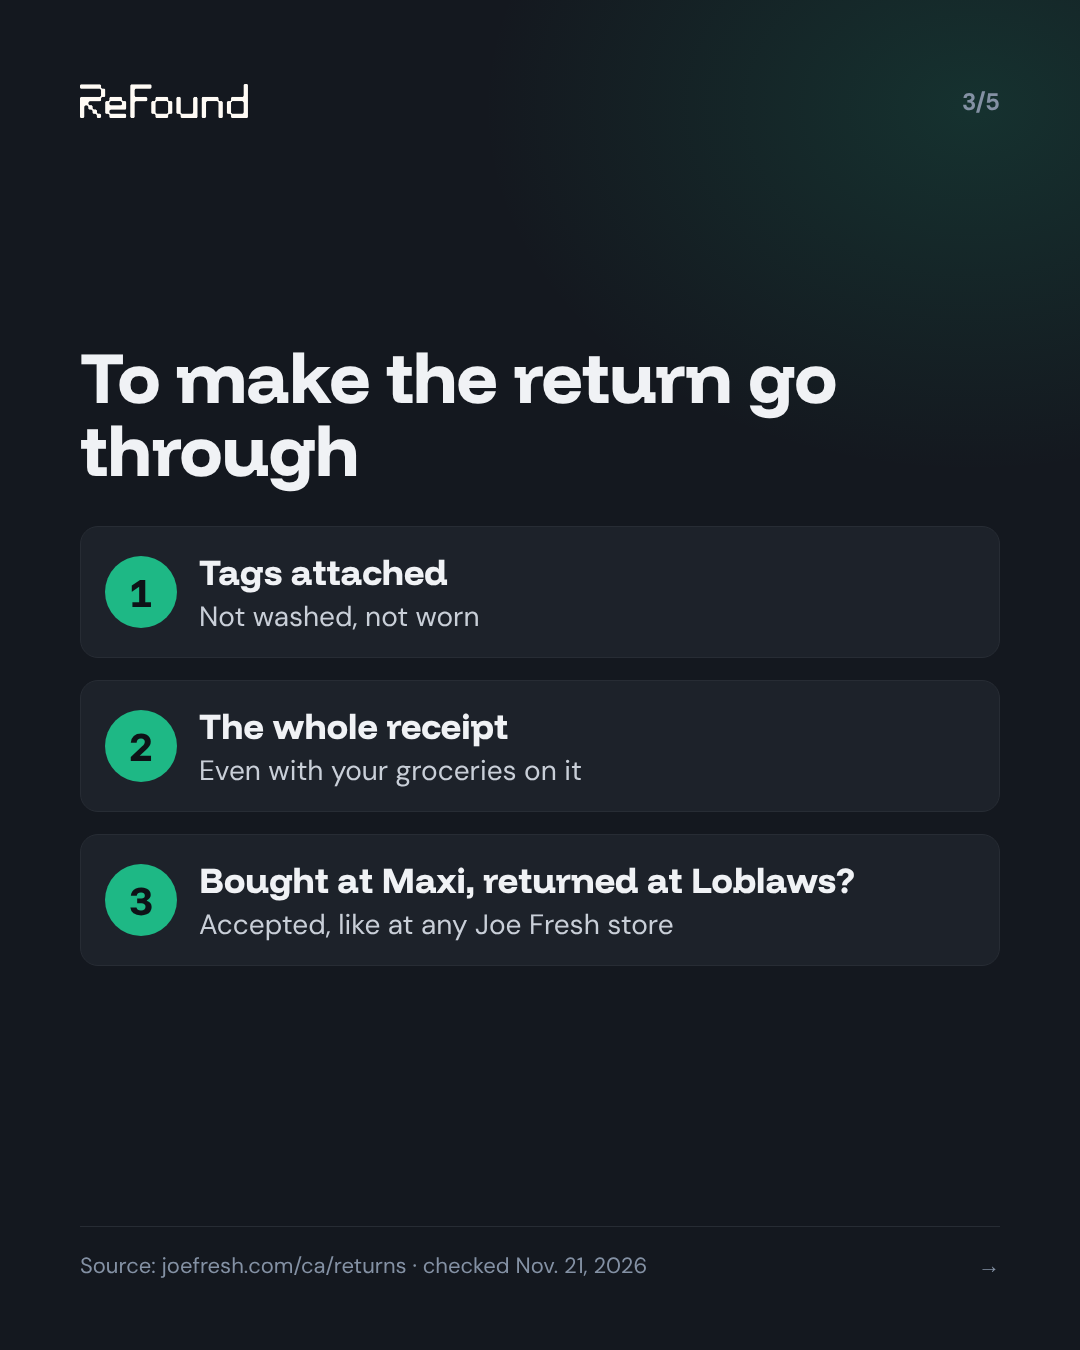 ReFound
3/5
To make the return go
through
1
Tags attached
Not washed, not worn
2
The whole receipt
Even with your groceries on it
3
Bought at Maxi, returned at Loblaws?
Accepted, like at any Joe Fresh store
Source: joefresh.com/ca/returns · checked Nov. 21, 2026
→